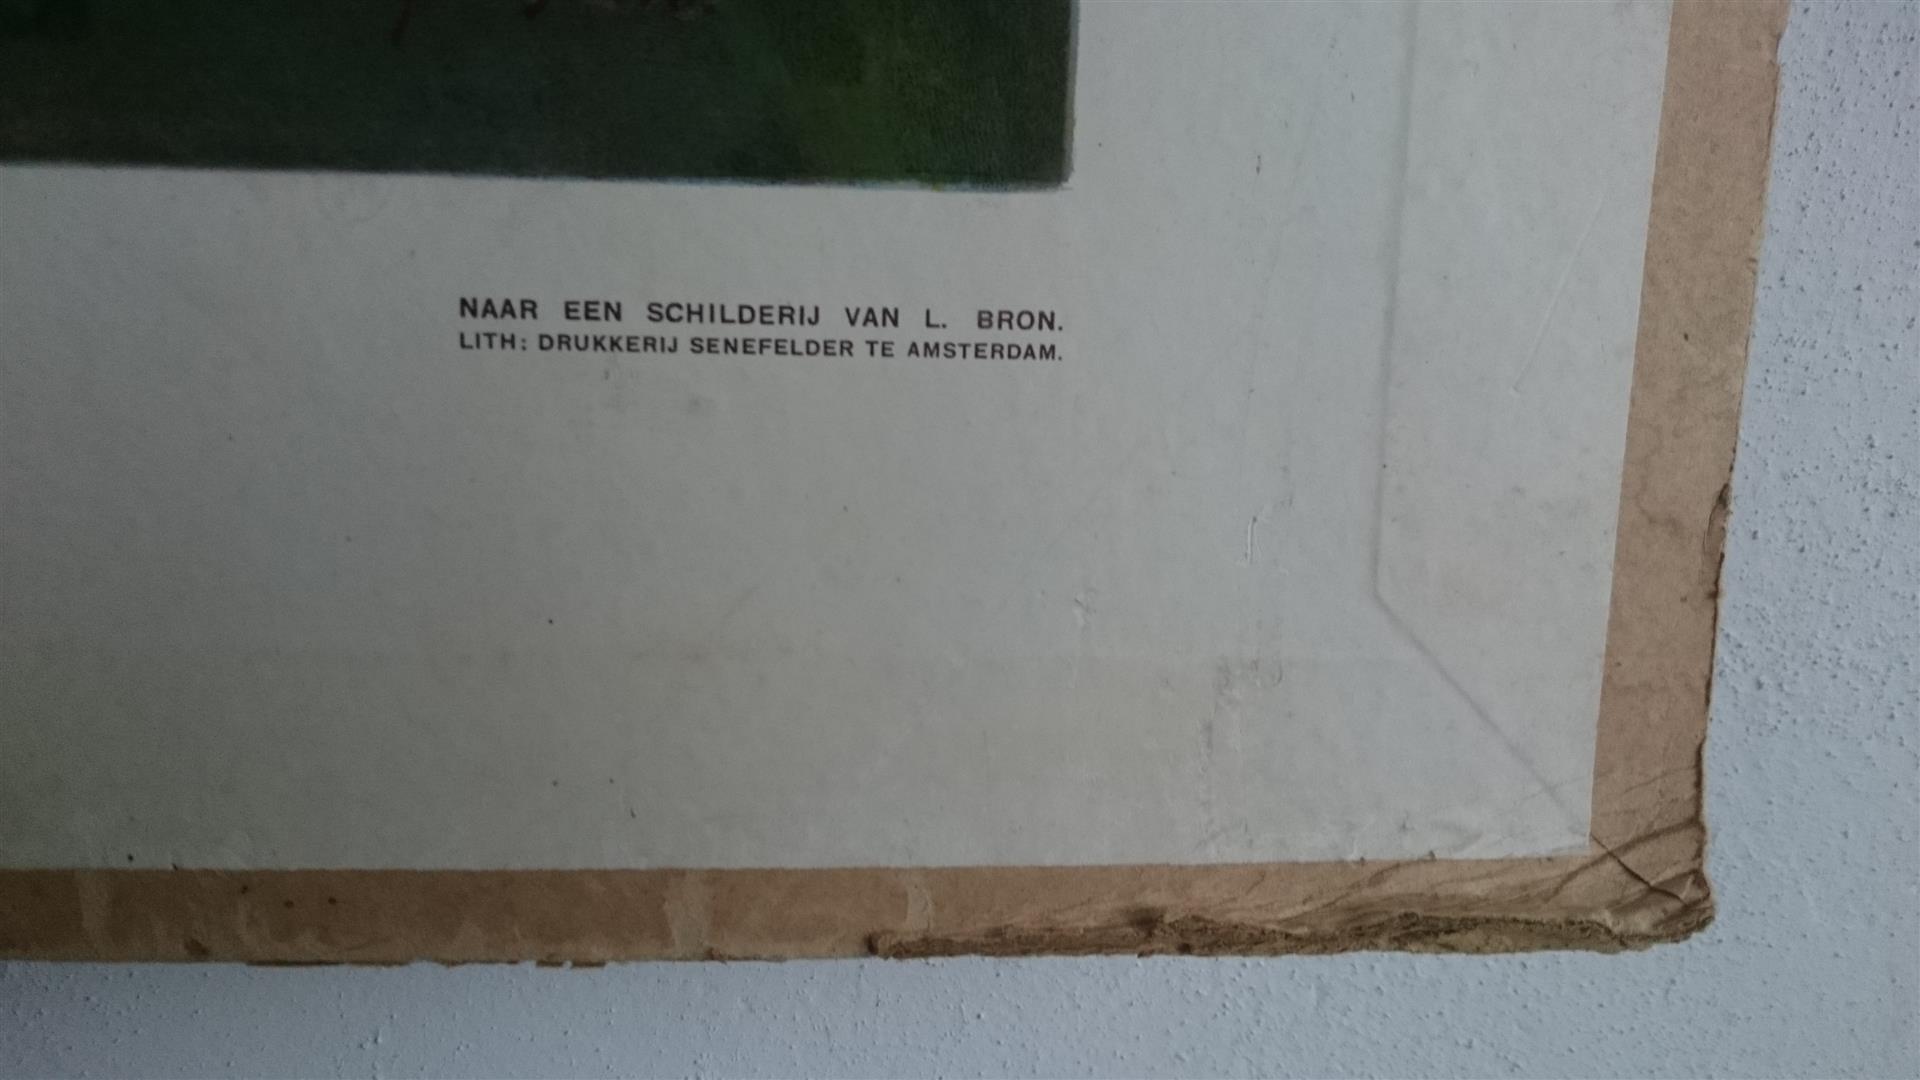 NAAR EEN SCHILDERIJ VAN L. BRON.
LITH: DRUKKERIJ SENEFELDER TE AMSTERDAM.